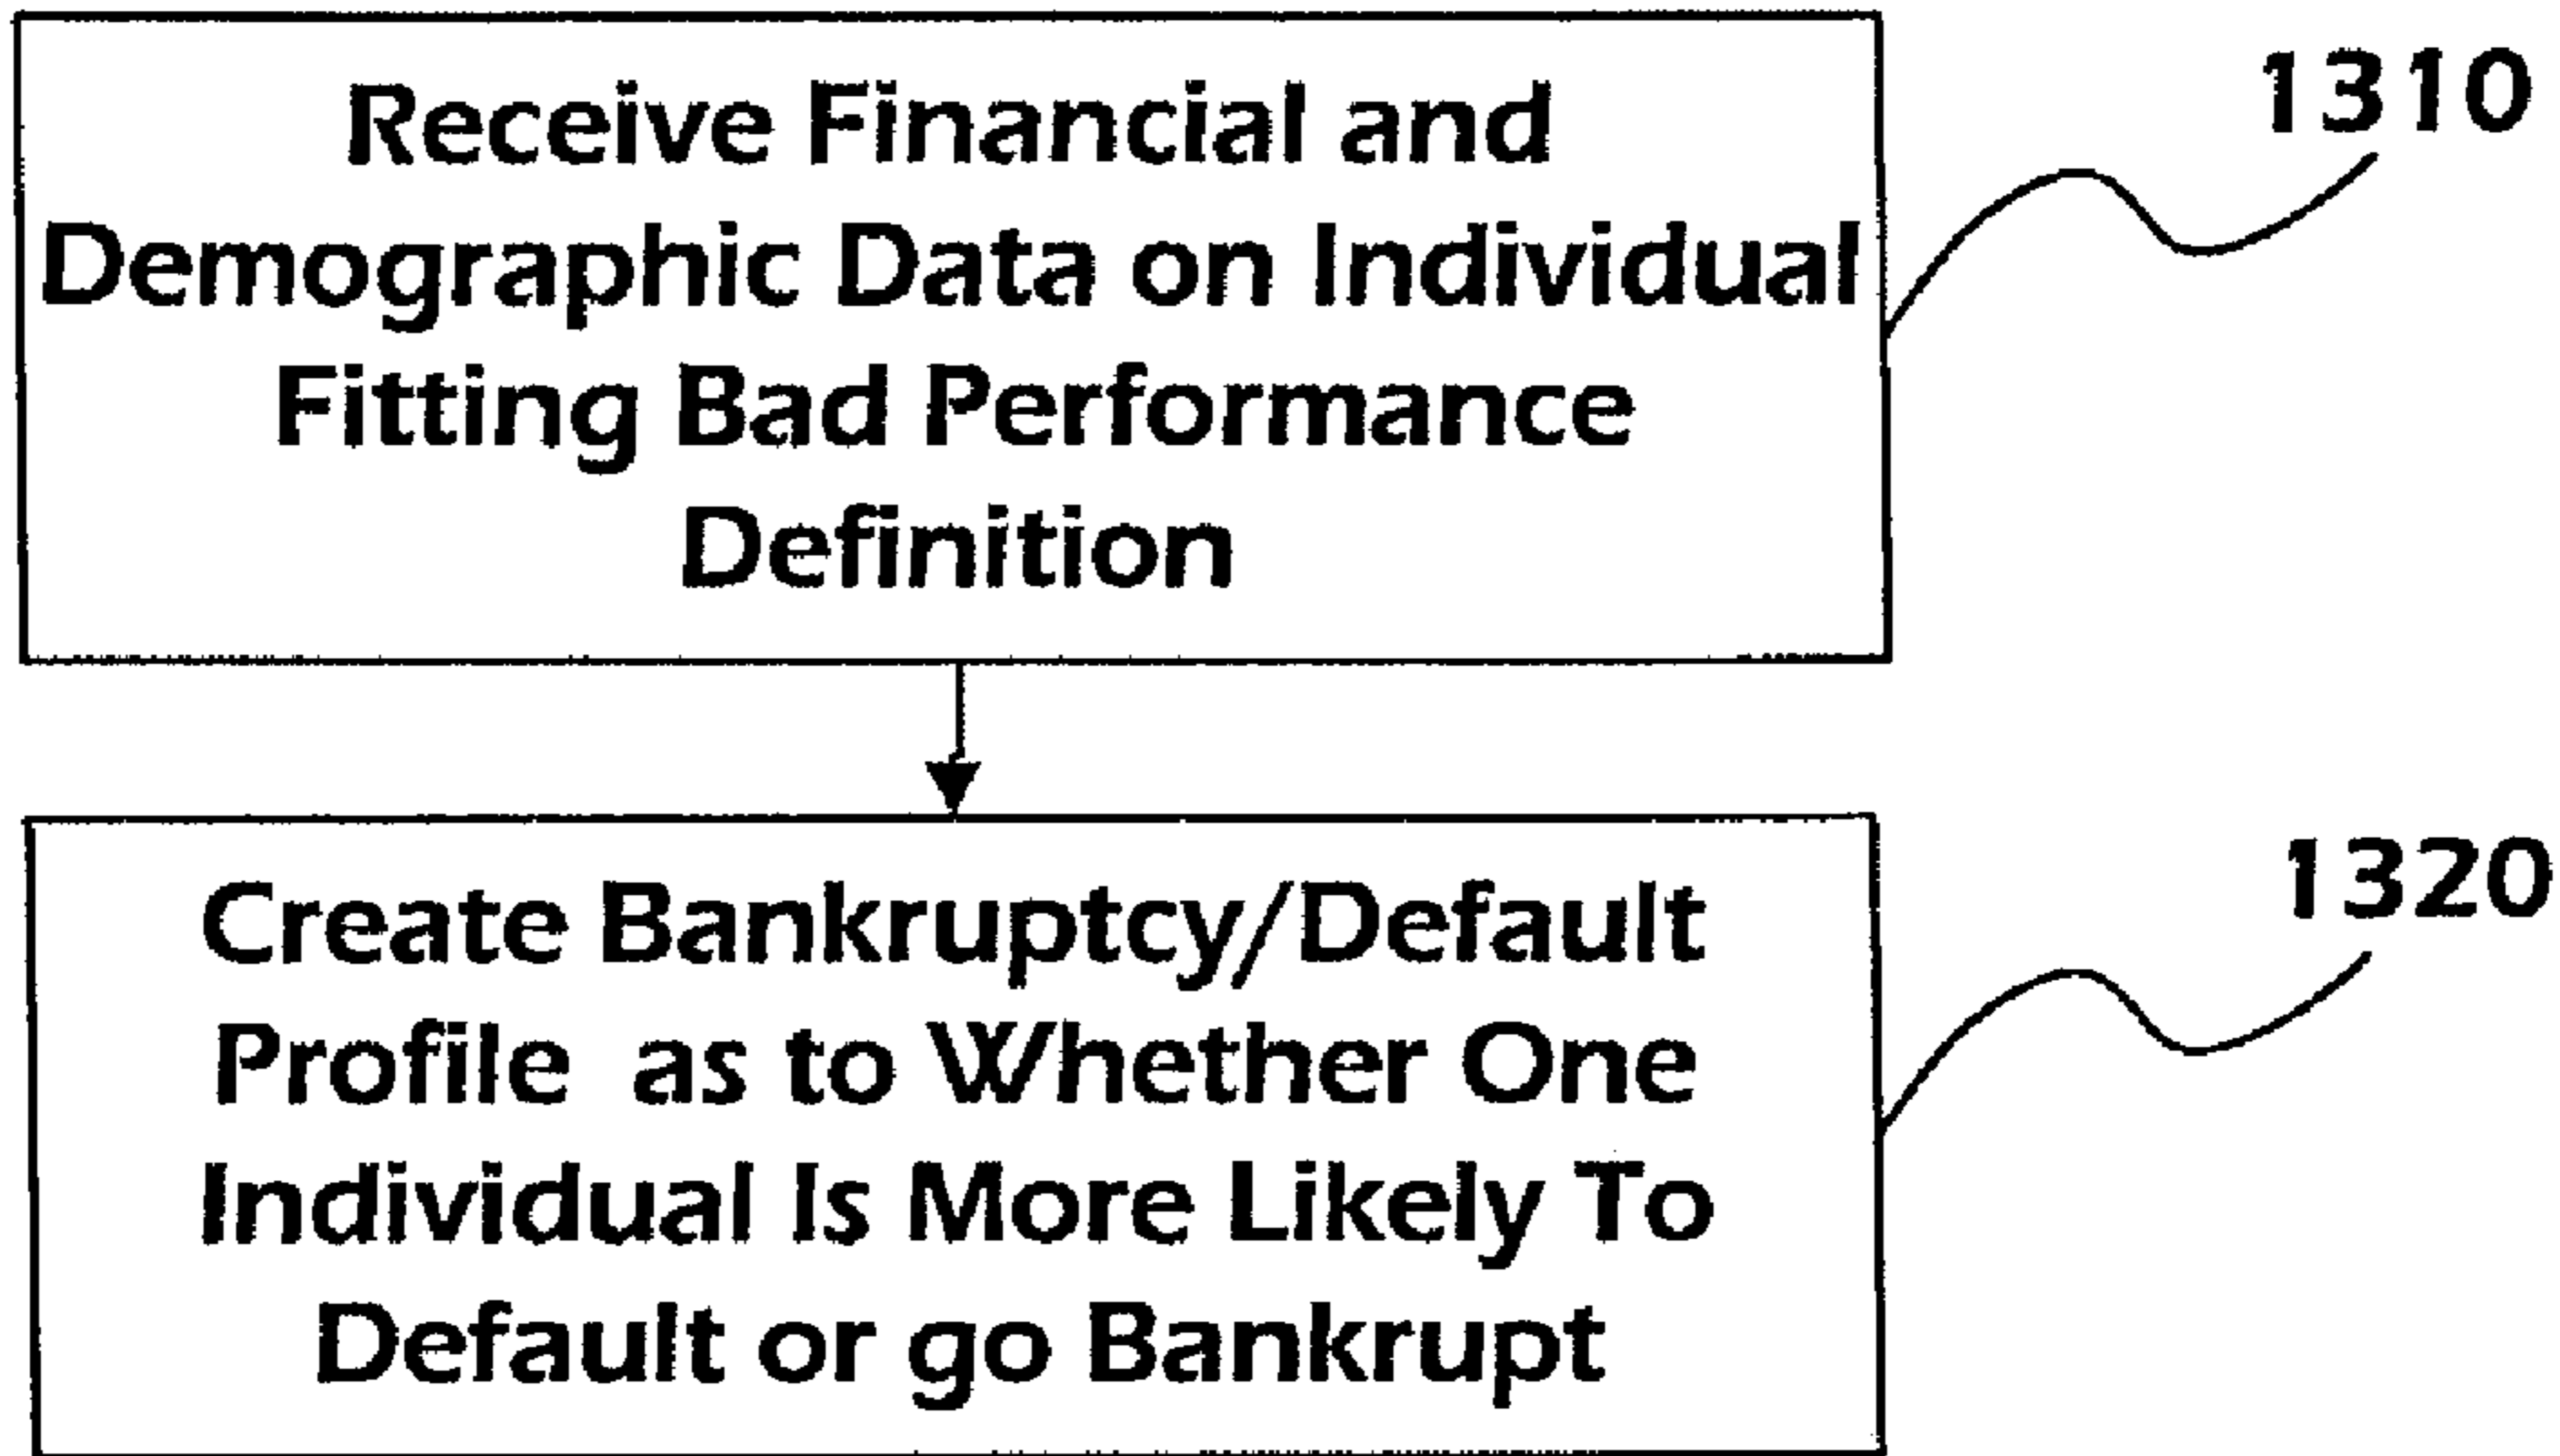 Receive Financial and
Demographic Data on Individual
Fitting Bad Performance
Definition
1310
Create Bankruptcy/Default
Profile as to Whether One
Individual Is More Likely To
Default or go Bankrupt
1320